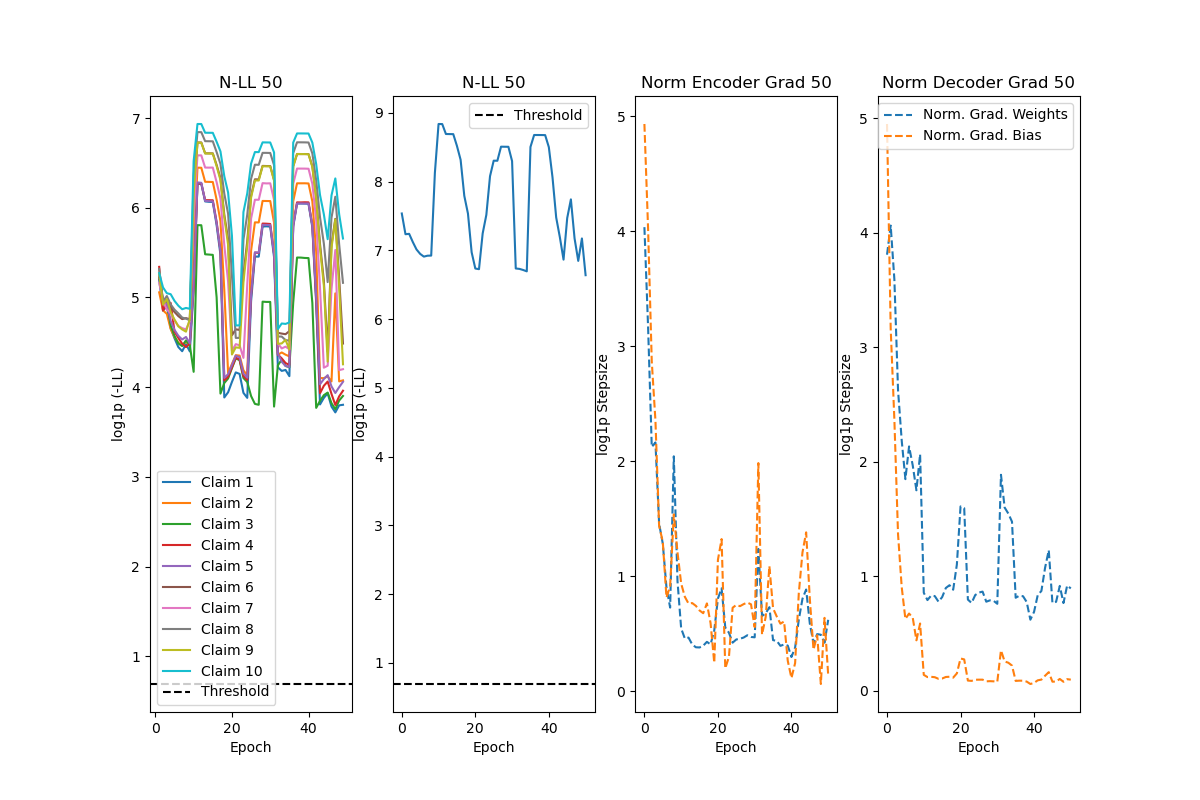 N-LL 50
7
6
5
4
3
2
1
log1p (-LL)
Claim 1
Claim 2
Claim 3
Claim 4
Claim 5
Claim 6
Claim 7
Claim 8
Claim 9
Claim 10
Threshold
0
20
40
Epoch
N-LL 50
9
8
7
6
5
4
3
2
1
log1p (-LL)
Threshold
0
20
40
Epoch
Norm Encoder Grad 50
5
4
3
2
1
0
log1p Stepsize
0
20
40
Epoch
Norm Decoder Grad 50
5
4
3
2
1
0
log1p Stepsize
Norm. Grad. Weights
Norm. Grad. Bias
0
20
40
Epoch